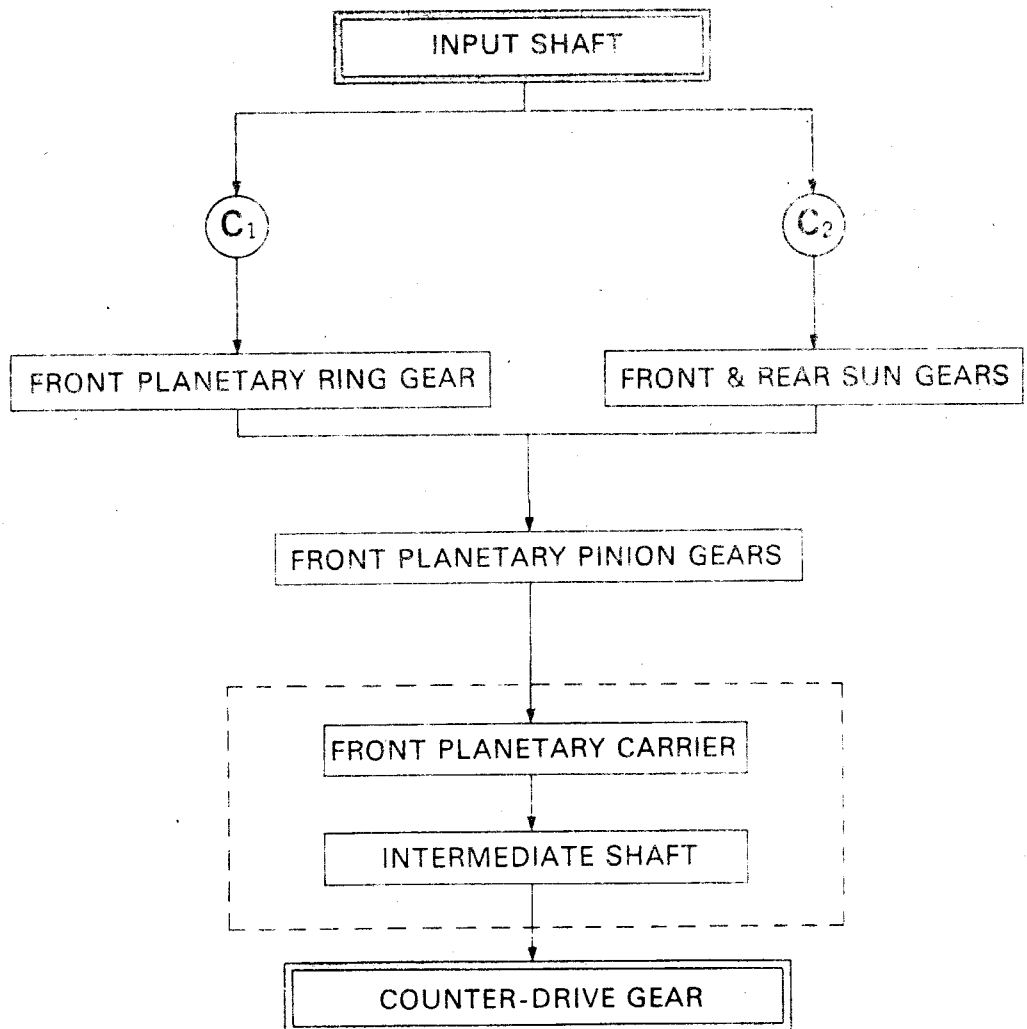 INPUT SHAFT
C₁
C₂
FRONT PLANETARY RING GEAR
FRONT & REAR SUN GEARS
FRONT PLANETARY PINION GEARS
FRONT PLANETARY CARRIER
INTERMEDIATE SHAFT
COUNTER-DRIVE GEAR